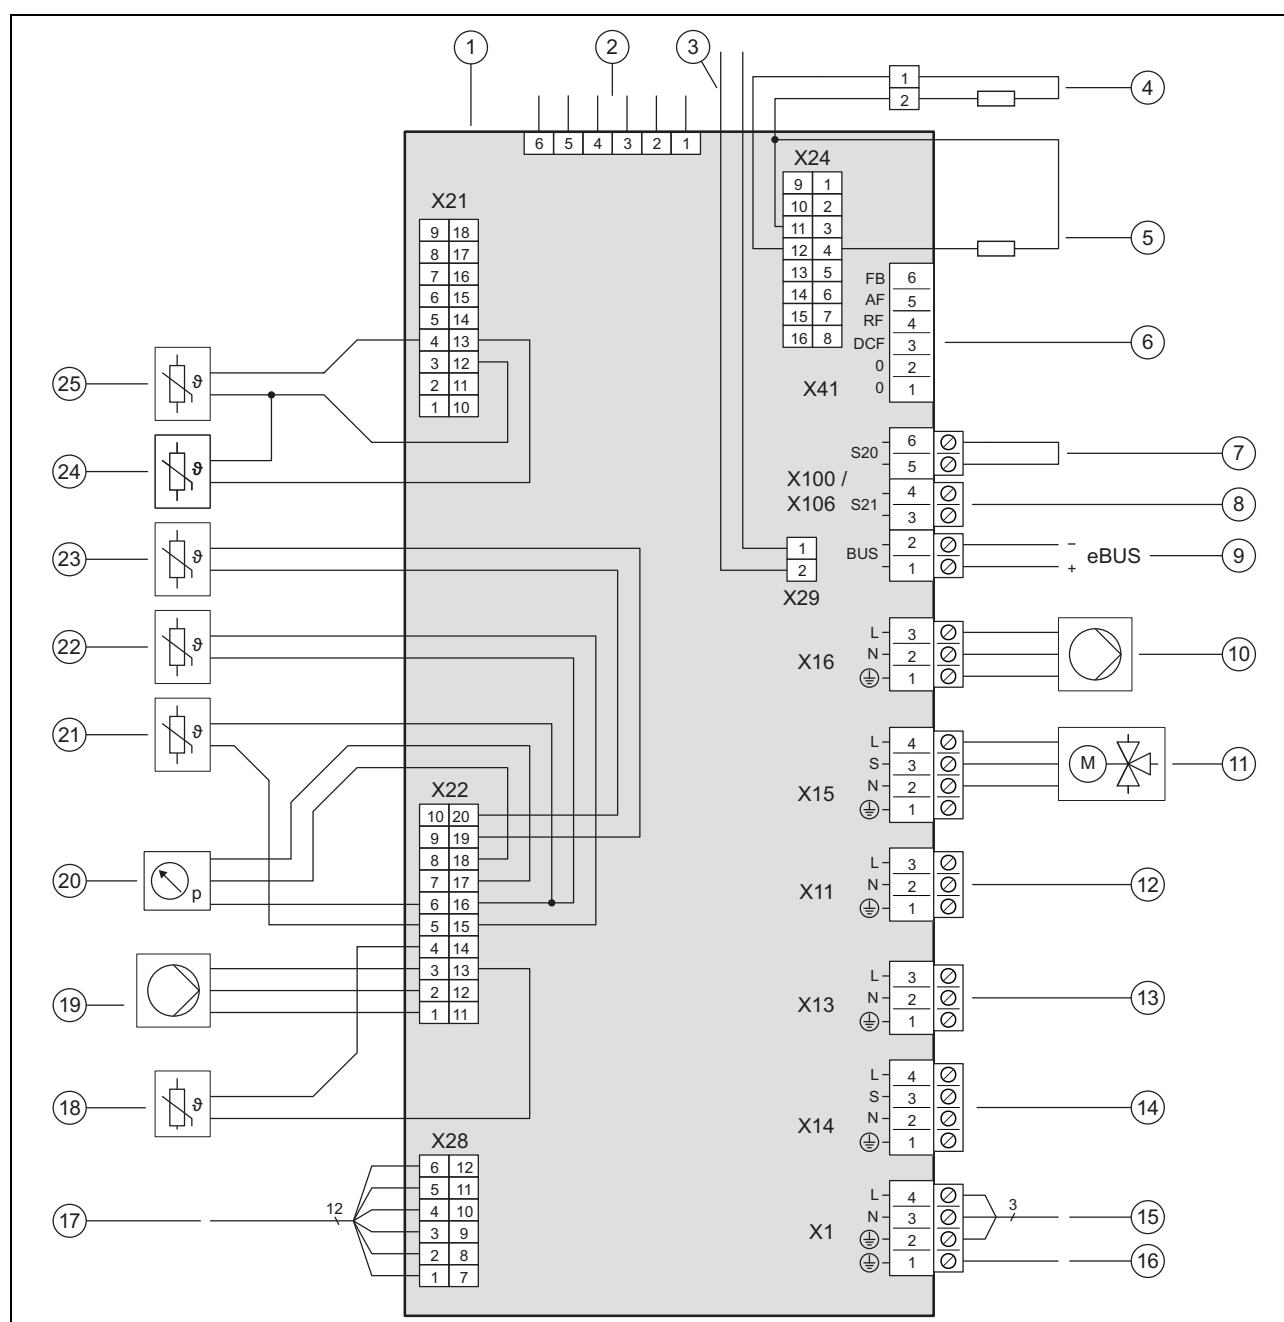 1 2 3
1
2
4
6 5 4 3 2 1
X24
9 1
10 2
11 3
12 4
13 5
14 6
15 7
16 8
5
X21
9 18
8 17
7 16
6 15
5 14
4 13
3 12
2 11
1 10
FB 6
AF 5
RF 4
DCF 3
0 2
0 1
X41
6
25 ϑ
24 ϑ
S20 6
5
7
X100 /
X106
S21 4
3
8
BUS 2
1
− eBUS
+
9
1
2
X29
23 ϑ
22 ϑ
21 ϑ
X16
L 3
N 2
1
10
X15
L 4
S 3
N 2
1
M
11
X22
10 20
9 19
8 18
7 17
6 16
5 15
4 14
3 13
2 12
1 11
20 p
19
18 ϑ
X11
L 3
N 2
1
12
X13
L 3
N 2
1
13
X14
L 4
S 3
N 2
1
14
X28
6 12
5 11
4 10
3 9
2 8
1 7
17 12
X1
L 4
N 3
2
1
3
15
16